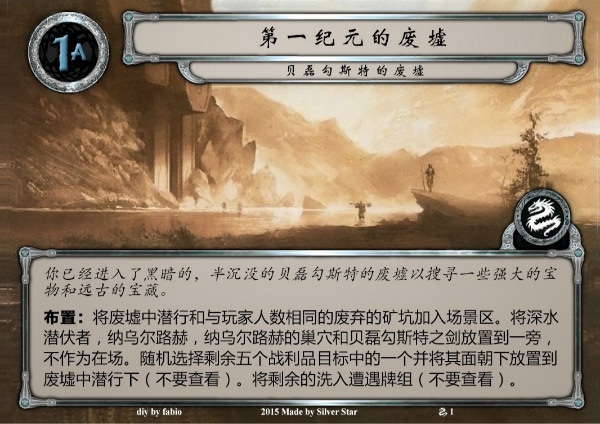 1A
第一纪元的废墟
贝磊勾斯特的废墟
你已经进入了黑暗的，半沉没的贝磊勾斯特的废墟以搜寻一些强大的宝
物和远古的宝藏。
布置：将废墟中潜行和与玩家人数相同的废弃的矿坑加入场景区。将深水
潜伏者，纳乌尔路赫，纳乌尔路赫的巢穴和贝磊勾斯特之剑放置到一旁，
不作为在场。随机选择剩余五个战利品目标中的一个并将其面朝下放置到
废墟中潜行下（不要查看）。将剩余的洗入遭遇牌组（不要查看）。
diy by fabio
2015 Made by Silver Star
1